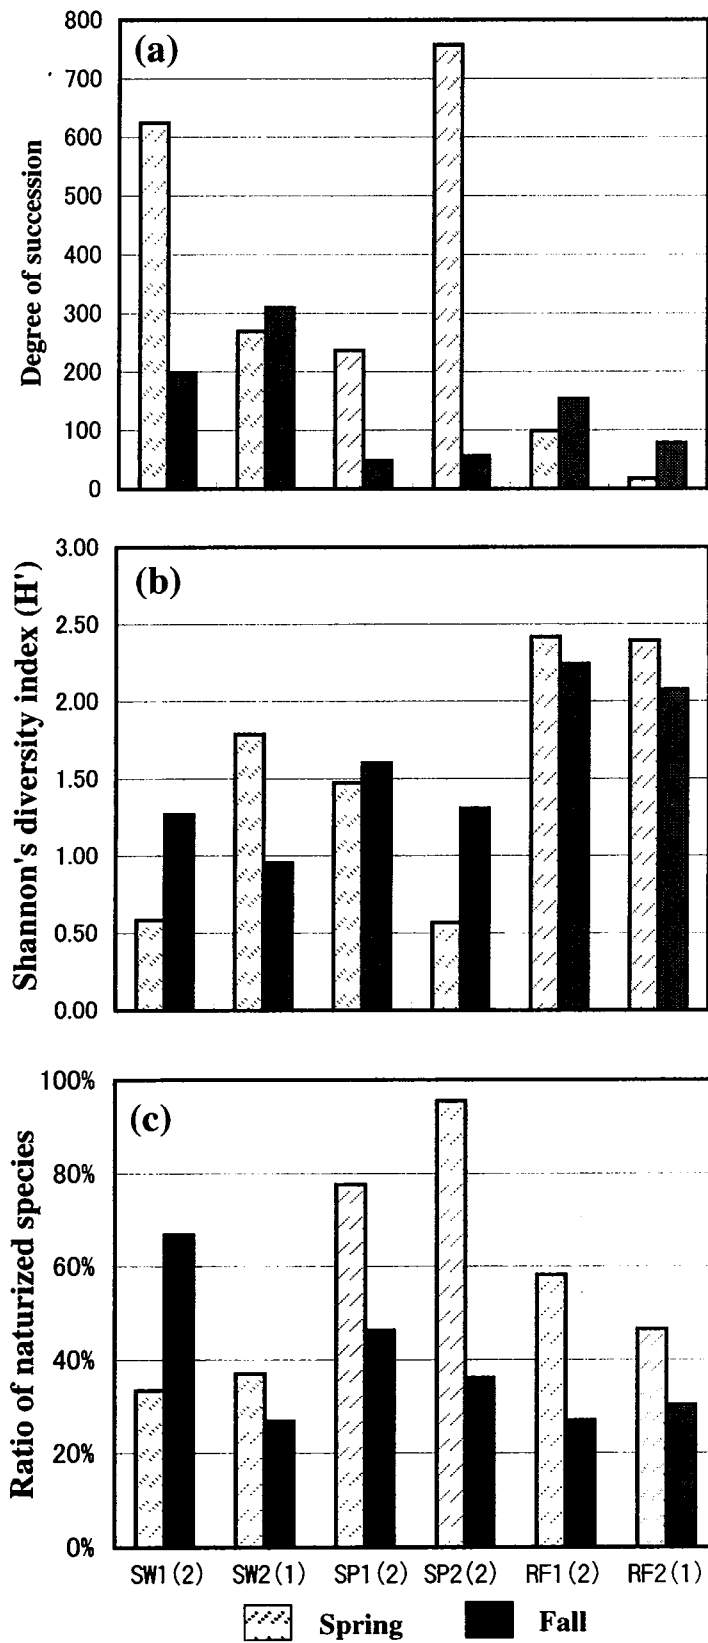 (a)
800
700
600
500
400
300
200
100
0
Degree of succession
(b)
3.00
2.50
2.00
1.50
1.00
0.50
0.00
Shannon's diversity index (H')
(c)
100%
80%
60%
40%
20%
0%
Ratio of naturized species
SW1(2) SW2(1) SP1(2) SP2(2) RF1(2) RF2(1)
Spring Fall